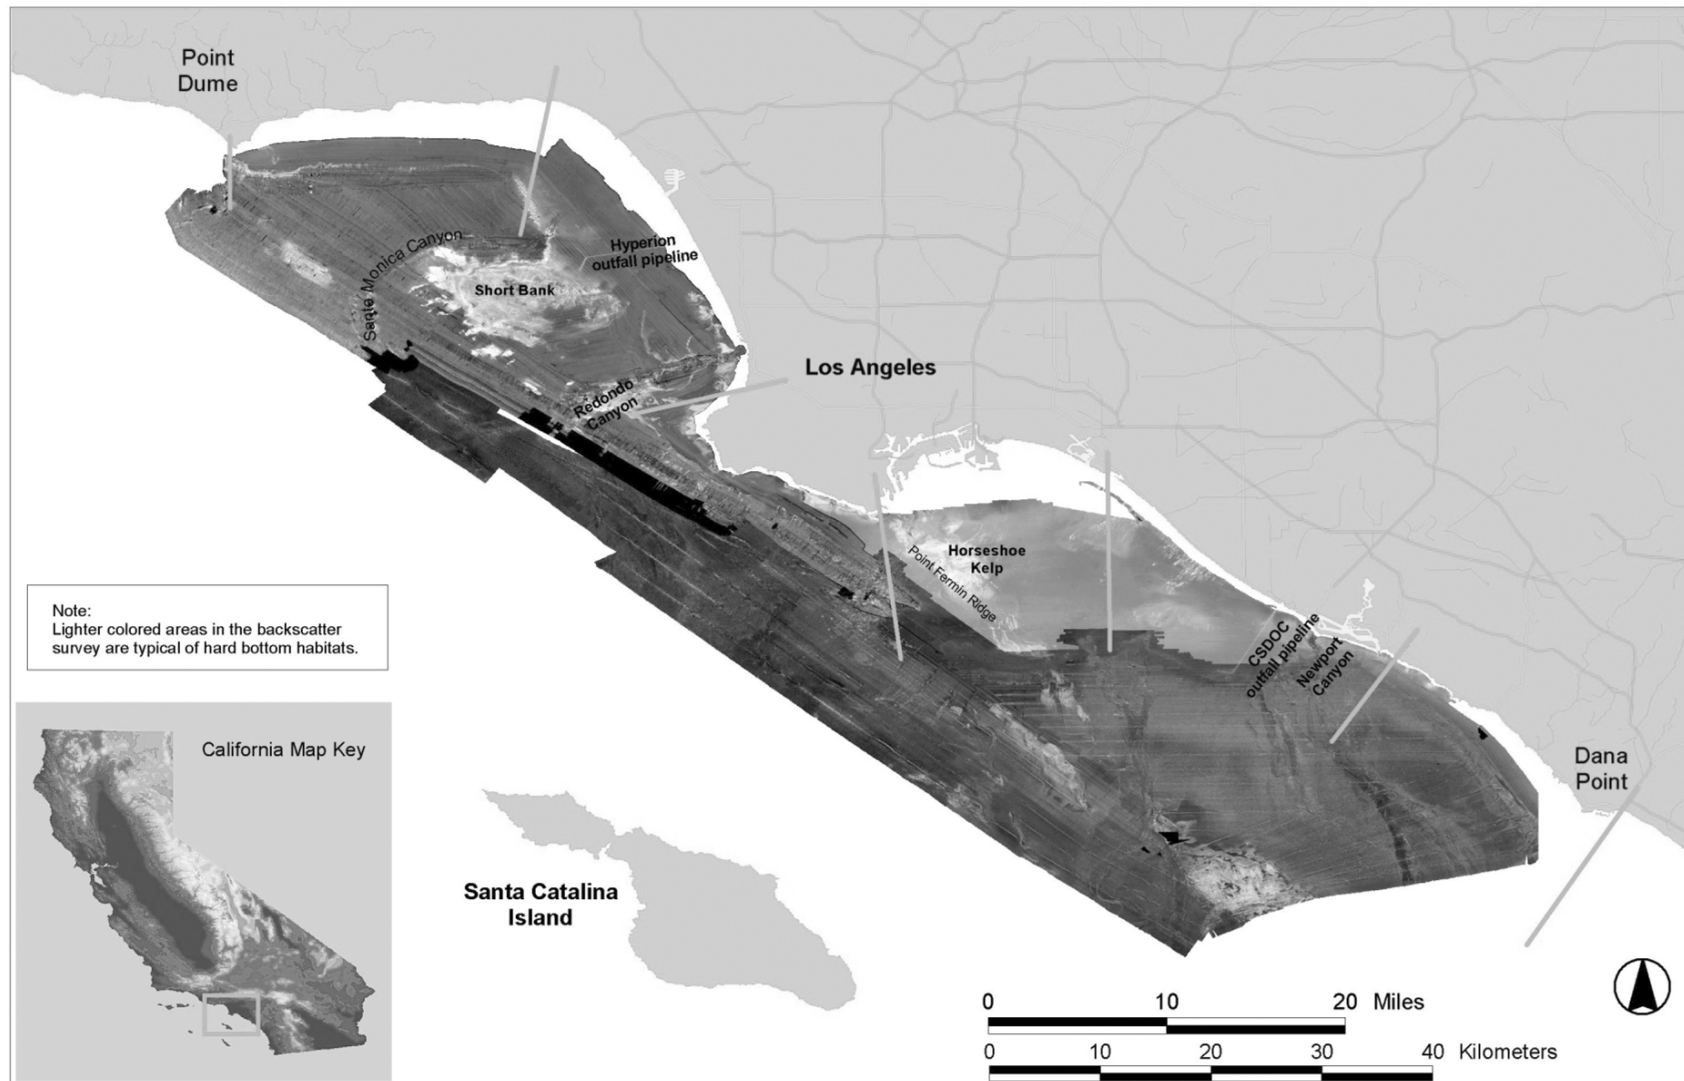 Point
Dume
Sante Monica Canyon
Hyperion
outfall pipeline
Short Bank
Los Angeles
Redondo
Canyon
Horseshoe
Kelp
Point Fermin Ridge
CSDOC
outfall pipeline
Newport
Canyon
Note:
Lighter colored areas in the backscatter
survey are typical of hard bottom habitats.
California Map Key
Dana
Point
Santa Catalina
Island
0 10 20 Miles
0 10 20 30 40 Kilometers